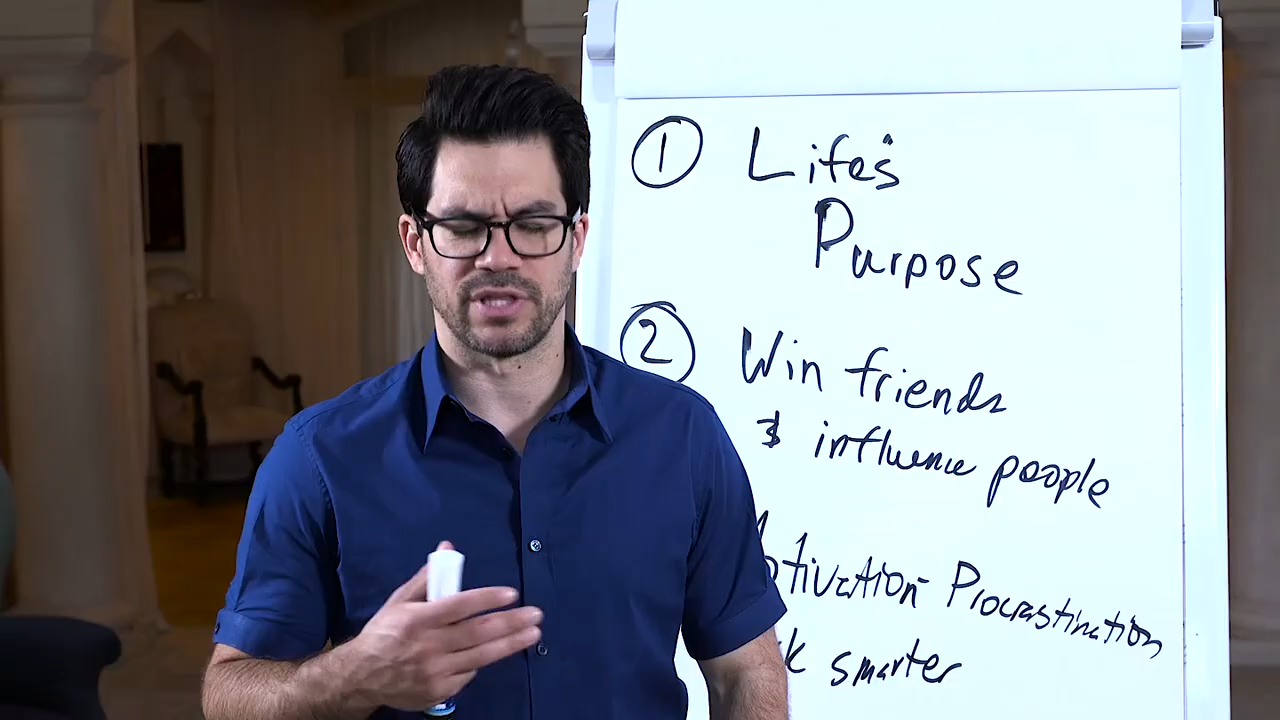 ① Life's
Purpose
② Win friends
& influence people
otivation Procrastination
k smarter